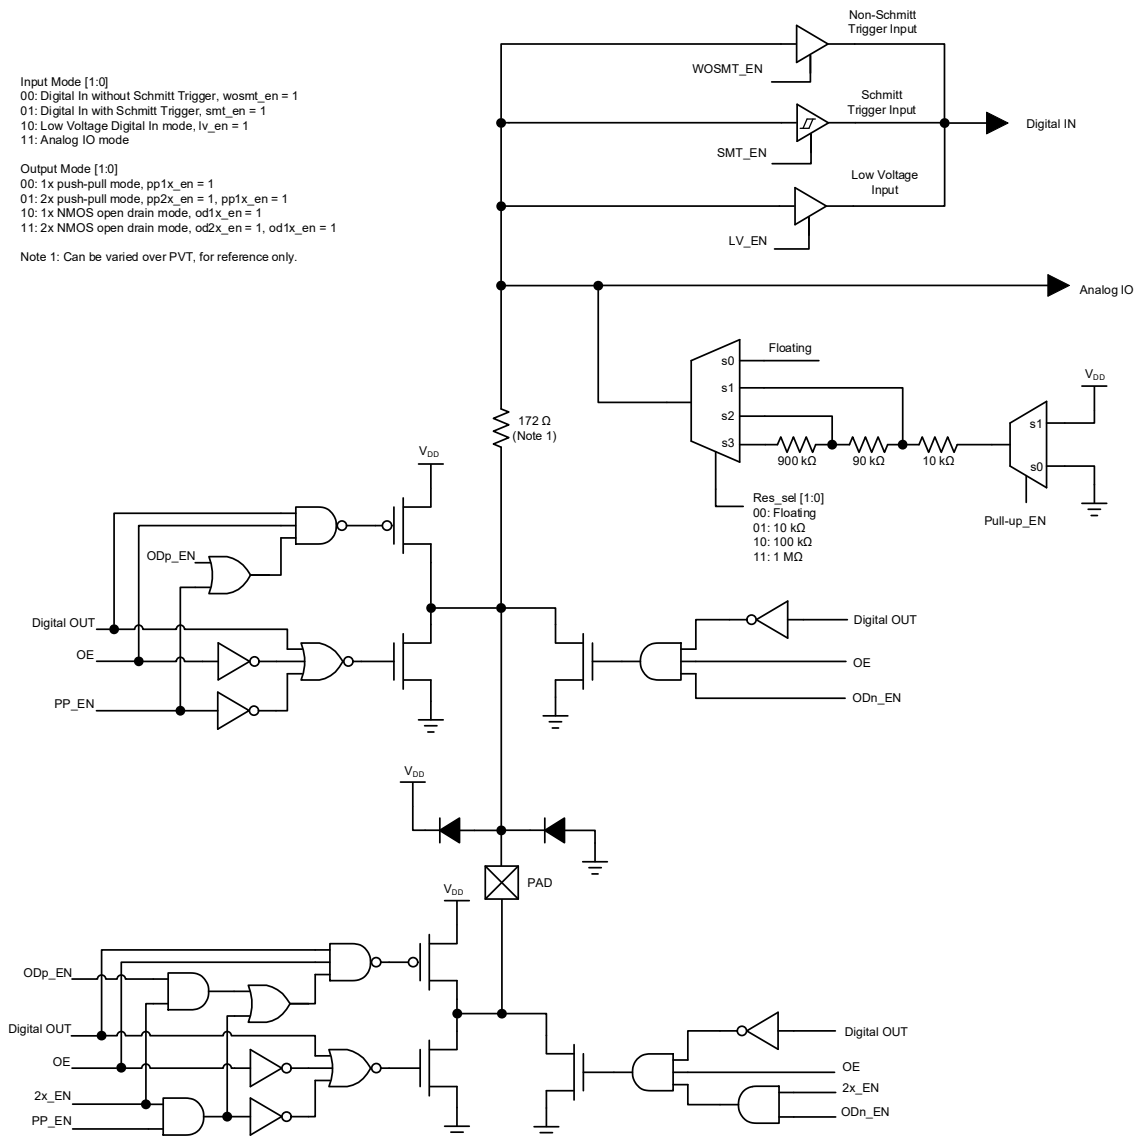 Non-Schmitt
Trigger Input
WOSMT_EN
Input Mode [1:0]
00: Digital In without Schmitt Trigger, wosmt_en = 1
01: Digital In with Schmitt Trigger, smt_en = 1
10: Low Voltage Digital In mode, lv_en = 1
11: Analog IO mode
Output Mode [1:0]
00: 1x push-pull mode, pp1x_en = 1
01: 2x push-pull mode, pp2x_en = 1, pp1x_en = 1
10: 1x NMOS open drain mode, od1x_en = 1
11: 2x NMOS open drain mode, od2x_en = 1, od1x_en = 1
Note 1: Can be varied over PVT, for reference only.
Schmitt
Trigger Input
Digital IN
SMT_EN
Low Voltage
Input
LV_EN
Analog IO
Floating
s0
s1
s2
s3
900 kΩ
90 kΩ
10 kΩ
VDD
s1
s0
Pull-up_EN
Res_sel [1:0]
00: Floating
01: 10 kΩ
10: 100 kΩ
11: 1 MΩ
172 Ω
(Note 1)
VDD
ODp_EN
Digital OUT
OE
PP_EN
Digital OUT
OE
ODn_EN
VDD
PAD
VDD
ODp_EN
Digital OUT
OE
2x_EN
PP_EN
Digital OUT
OE
2x_EN
ODn_EN